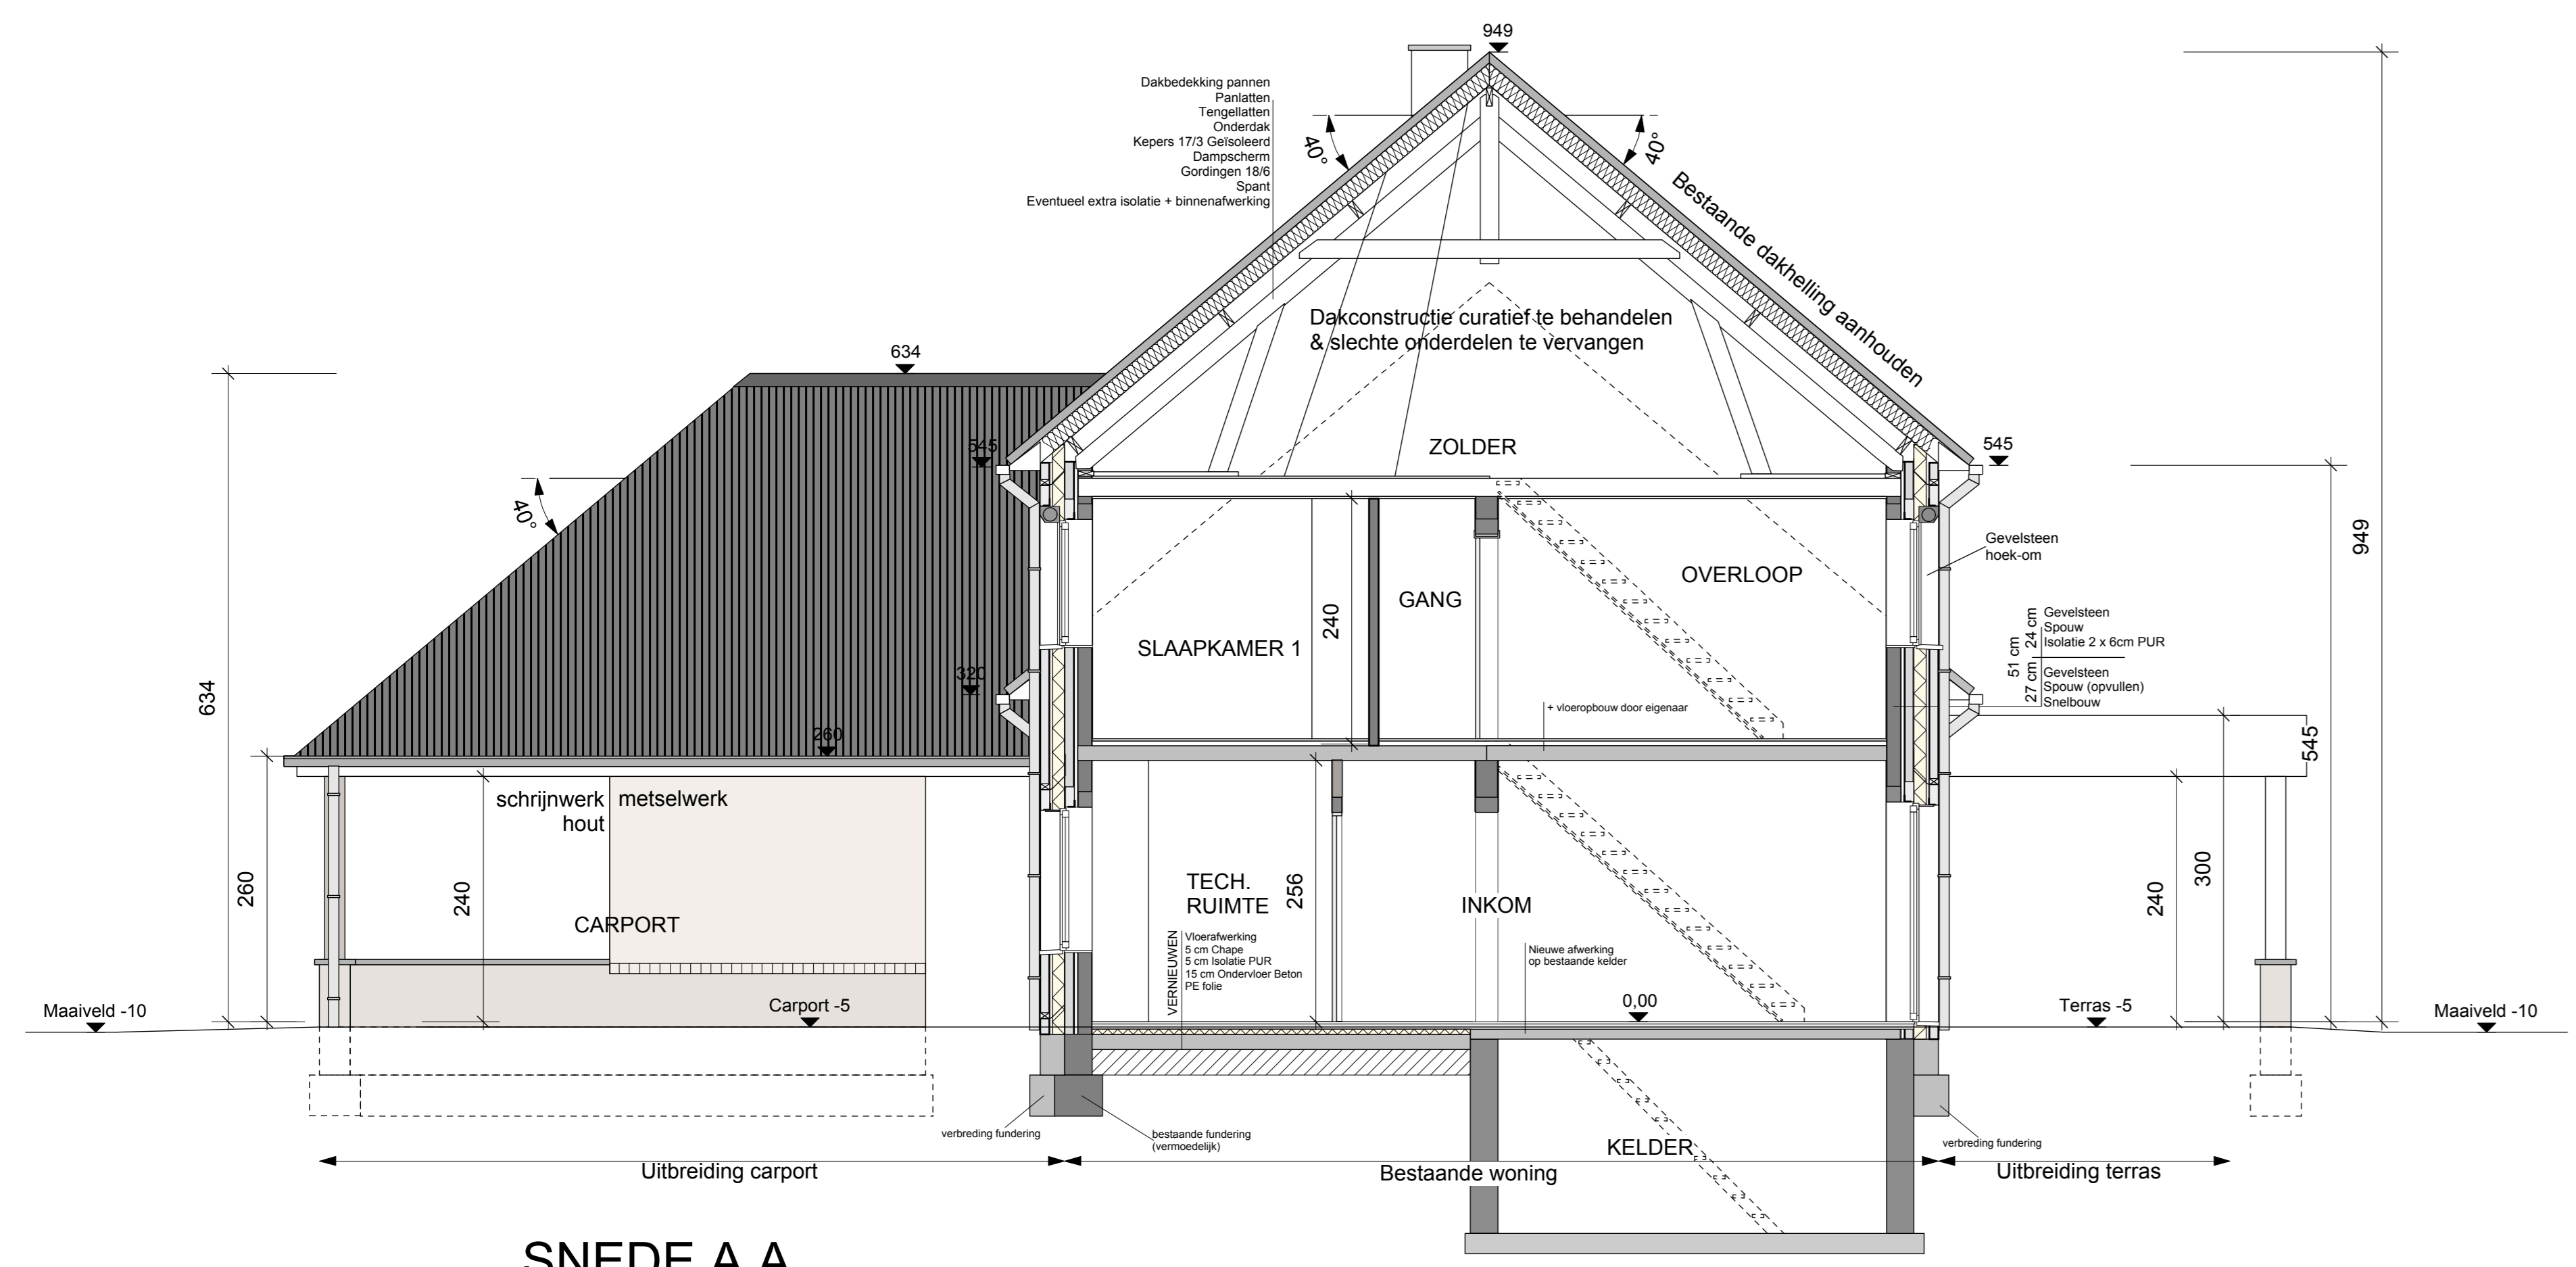 949
Dakbedekking pannen
Panlatten
Tengellatten
Onderdak
Kepers 17/3 Geïsoleerd
Dampscherm
Gordingen 18/6
Spant
Eventueel extra isolatie + binnenafwerking
40°
40°
Bestaande dakhelling aanhouden
Dakconstructie curatief te behandelen
& slechte onderdelen te vervangen
634
545
ZOLDER
545
40°
949
Gevelsteen
hoek-om
OVERLOOP
GANG
240
SLAAPKAMER 1
51 cm
24 cm
27 cm
Gevelsteen
Spouw
Isolatie 2 x 6cm PUR
Gevelsteen
Spouw (opvullen)
Snelbouw
634
320
260
+ vloeropbouw door eigenaar
545
schrijnwerk
hout
metselwerk
260
240
CARPORT
TECH.
RUIMTE
256
INKOM
240
300
VERNIEUWEN
Vloerafwerking
5 cm Chape
5 cm Isolatie PUR
15 cm Ondervloer Beton
PE folie
Nieuwe afwerking
op bestaande kelder
Maaiveld -10
Carport -5
0,00
Terras -5
Maaiveld -10
verbreding fundering
bestaande fundering
(vermoedelijk)
KELDER
verbreding fundering
Uitbreiding carport
Bestaande woning
Uitbreiding terras
SNEDE A A